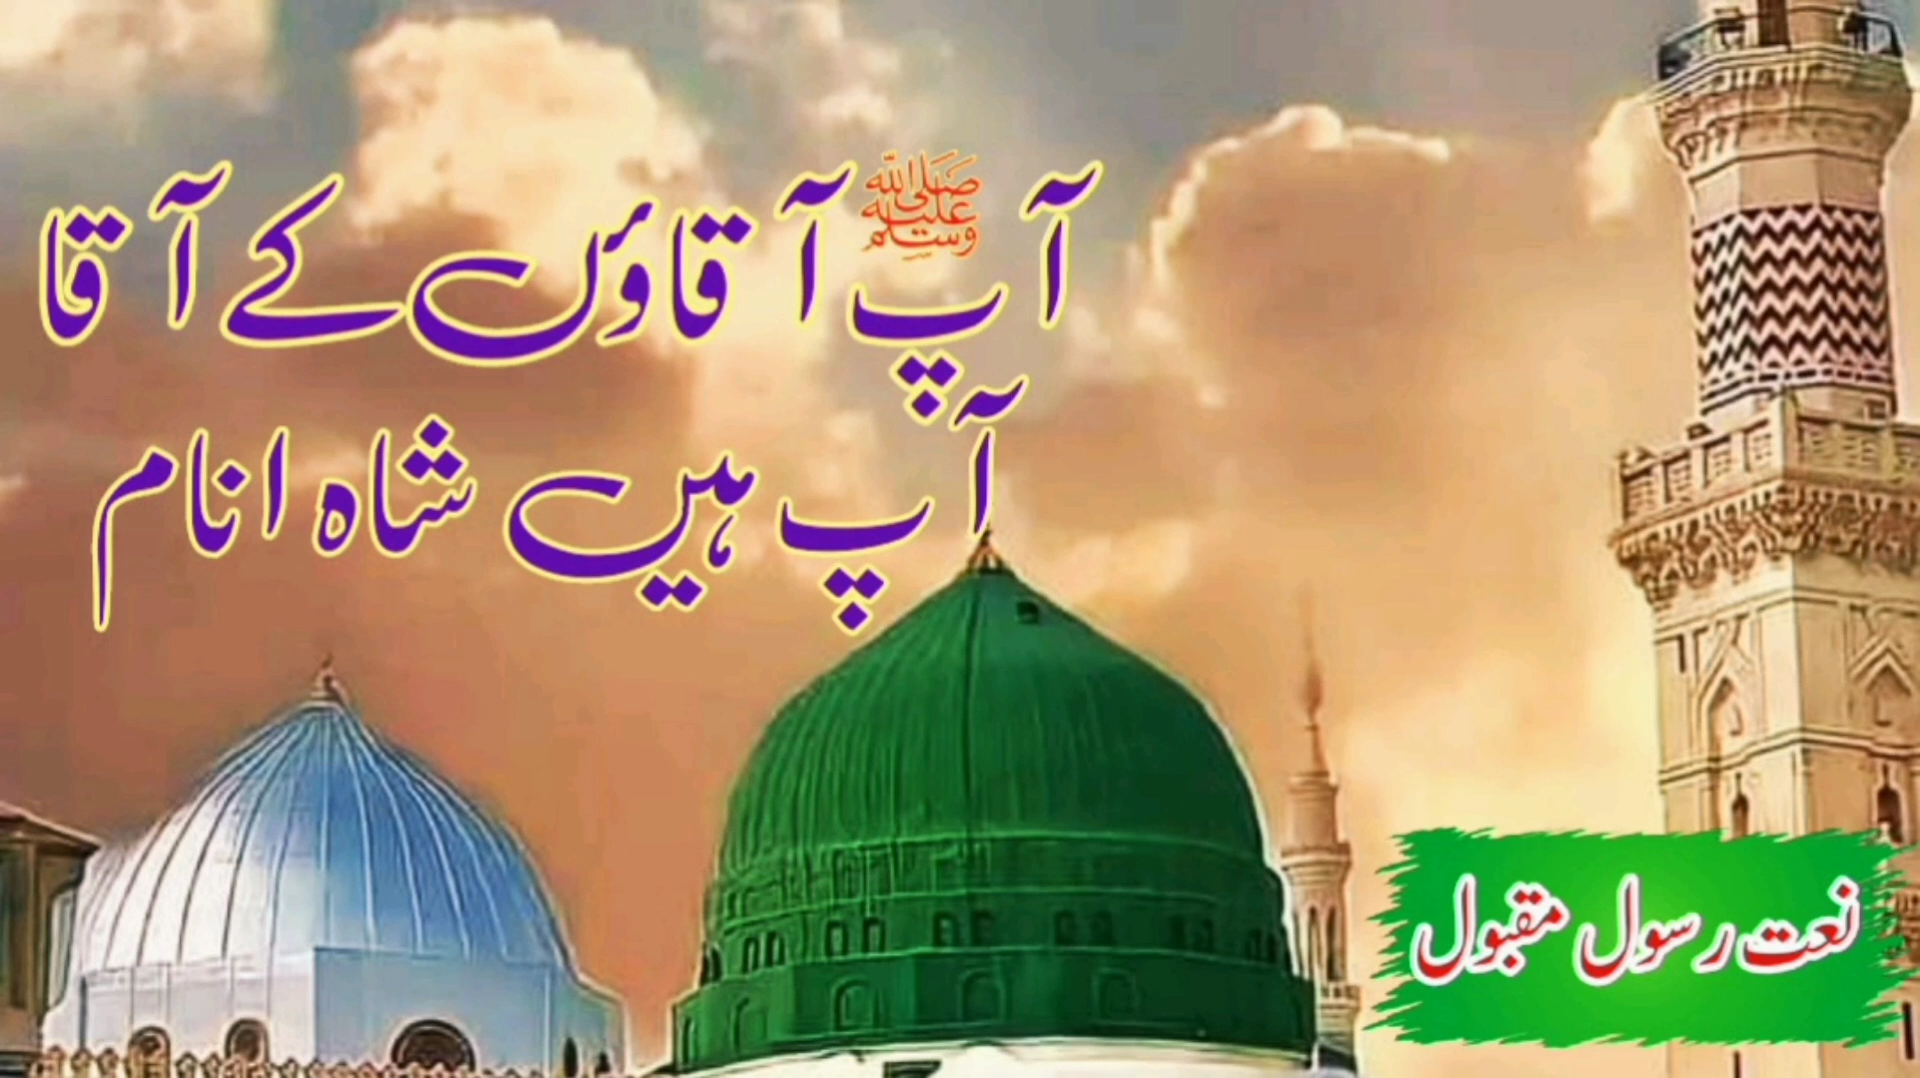 آپ ﷺ آقاؤں کے آقا
آپ ہیں شاہ انام
نعت رسول مقبول